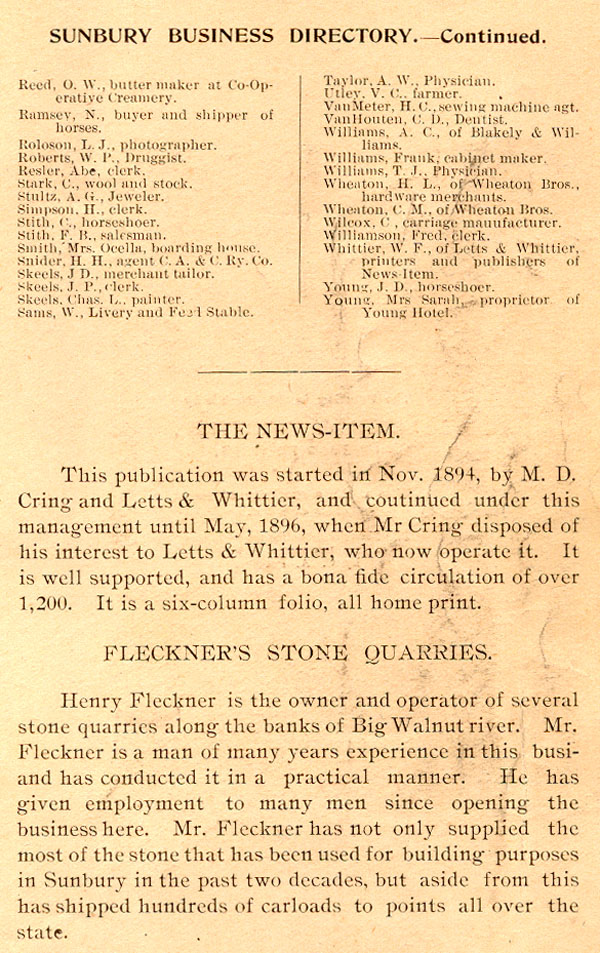 SUNBURY BUSINESS DIRECTORY.—Continued.
Reed, O. W., butter maker at Co-Op-
erative Creamery.
Ramsey, N., buyer and shipper of
horses.
Roloson, L. J., photographer.
Roberts, W. P., Druggist.
Resler, Abe, clerk.
Stark, C., wool and stock.
Stultz, A. G., Jeweler.
Simpson, H., clerk.
Stith, C., horseshoer.
Stith, F. B., salesman.
Smith, Mrs. Ocella, boarding house.
Snider, H. H., agent C. A. & C. Ry. Co.
Skeels, J D., merchant tailor.
Skeels, J. P., clerk.
Skeels, Chas. L., painter.
Sams, W., Livery and Feed Stable.
Taylor, A. W., Physician.
Utley, V. C., farmer.
VanMeter, H. C., sewing machine agt.
VanHouten, C. D., Dentist.
Williams, A. C., of Blakely & Wil-
liams.
Williams, Frank, cabinet maker.
Williams, T. J., Physician.
Wheaton, H. L., of Wheaton Bros.,
hardware merchants.
Wheaton, C. M., of Wheaton Bros.
Wilcox, C , carriage manufacturer.
Williamson, Fred, clerk.
Whittier, W. F., of Letts & Whittier,
printers and publishers of
News-Item.
Young, J. D., horseshoer.
Young, Mrs Sarah, proprietor of
Young Hotel.
THE NEWS-ITEM.
This publication was started in Nov. 1894, by M. D.
Cring and Letts & Whittier, and coutinued under this
management until May, 1896, when Mr Cring disposed of
his interest to Letts & Whittier, who now operate it. It
is well supported, and has a bona fide circulation of over
1,200. It is a six-column folio, all home print.
FLECKNER'S STONE QUARRIES.
Henry Fleckner is the owner and operator of several
stone quarries along the banks of Big Walnut river. Mr.
Fleckner is a man of many years experience in this busi-
and has conducted it in a practical manner. He has
given employment to many men since opening the
business here. Mr. Fleckner has not only supplied the
most of the stone that has been used for building purposes
in Sunbury in the past two decades, but aside from this
has shipped hundreds of carloads to points all over the
state.